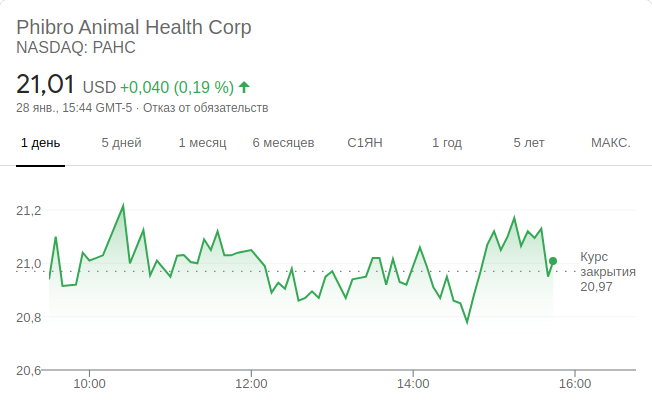 Phibro Animal Health Corp
NASDAQ: PAHC
21,01 USD +0,040 (0,19 %)
28 янв., 15:44 GMT-5 · Отказ от обязательств
1 день 5 дней 1 месяц 6 месяцев С1ЯН 1 год 5 лет МАКС.
21,2
21,0
20,8
20,6
Курс
закрытия
20,97
10:00 12:00 14:00 16:00